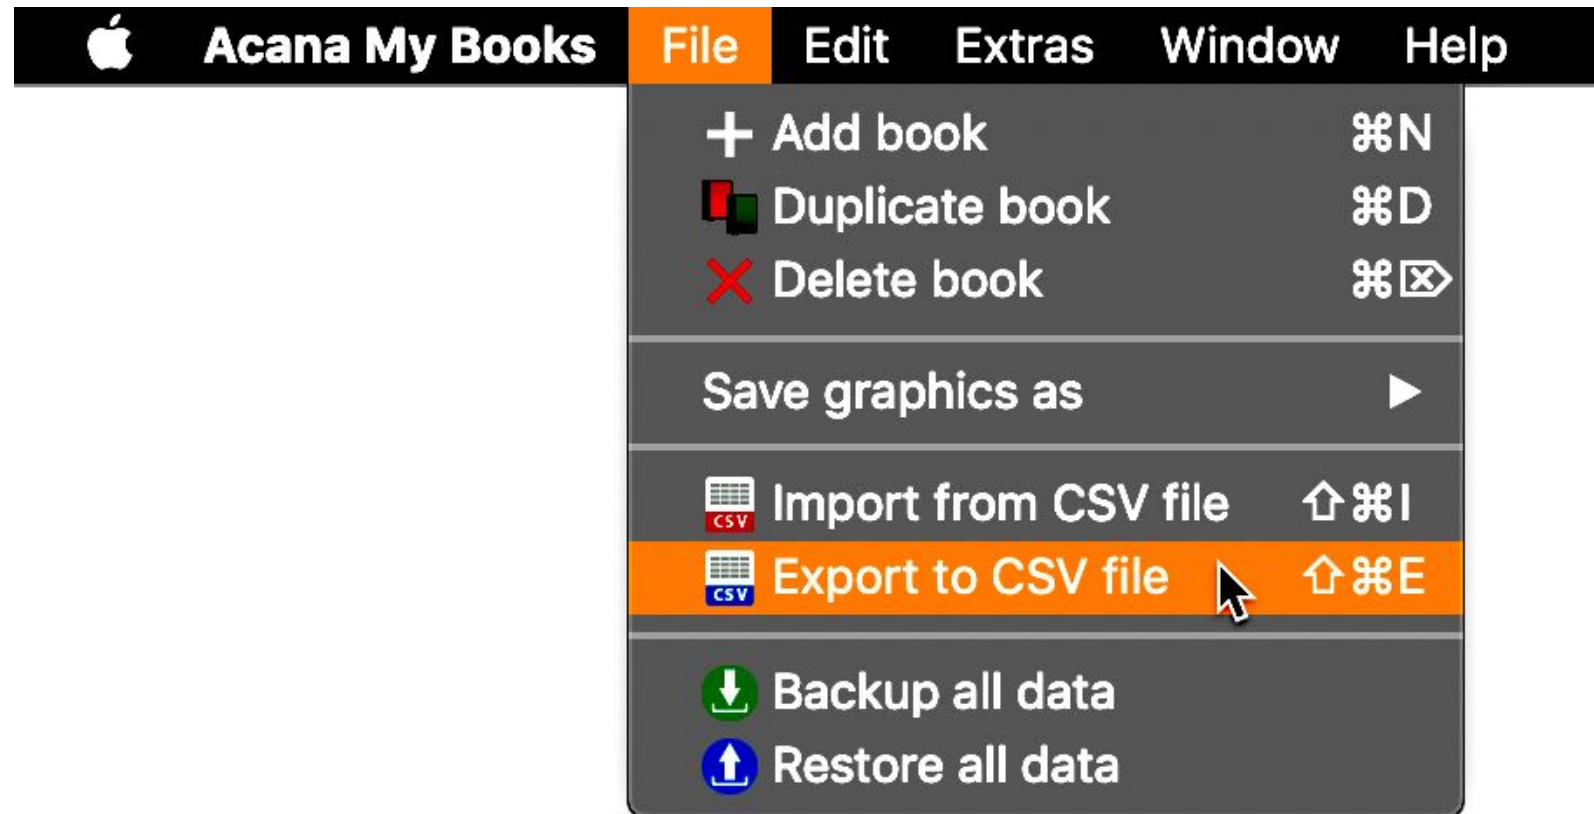 Acana My Books File Edit Extras Window Help
Add book ⌘N
Duplicate book ⌘D
Delete book ⌘⌦
Save graphics as ▶
CSV Import from CSV file ⇧⌘I
CSV Export to CSV file ⇧⌘E
Backup all data
Restore all data